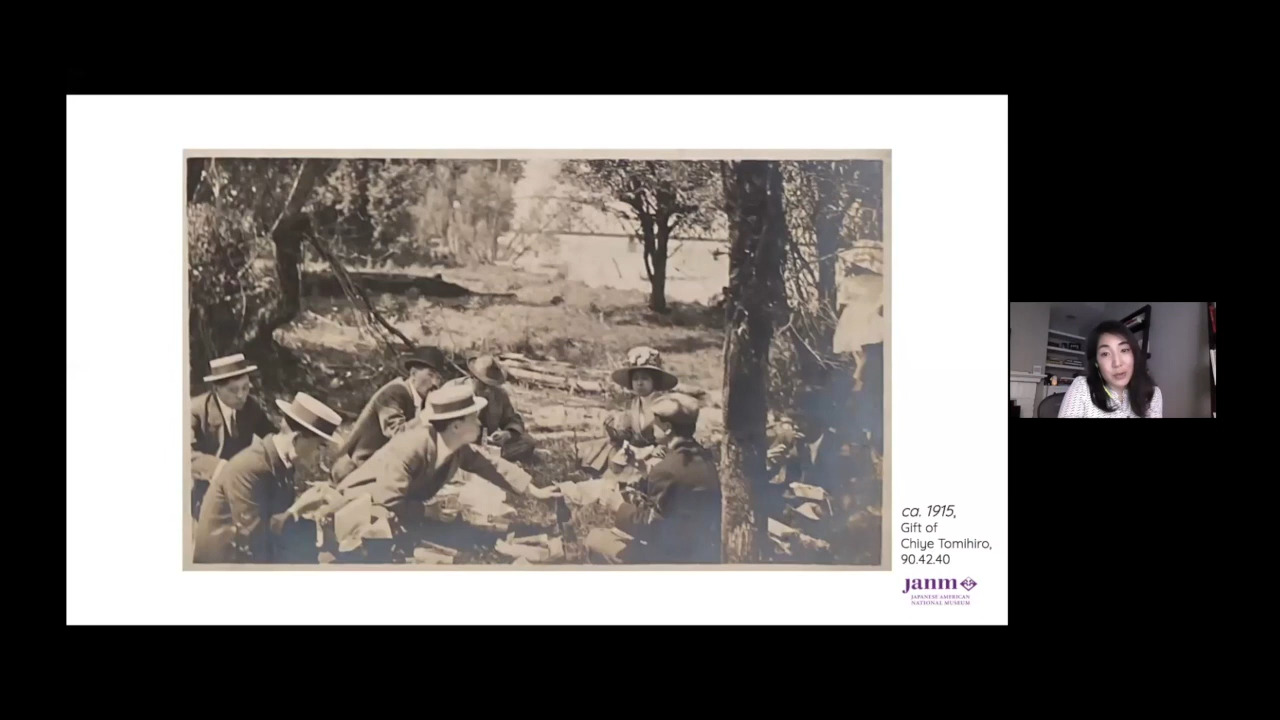 ca. 1915,
Gift of
Chiye Tomihiro,
90.42.40
janm
JAPANESE AMERICAN
NATIONAL MUSEUM